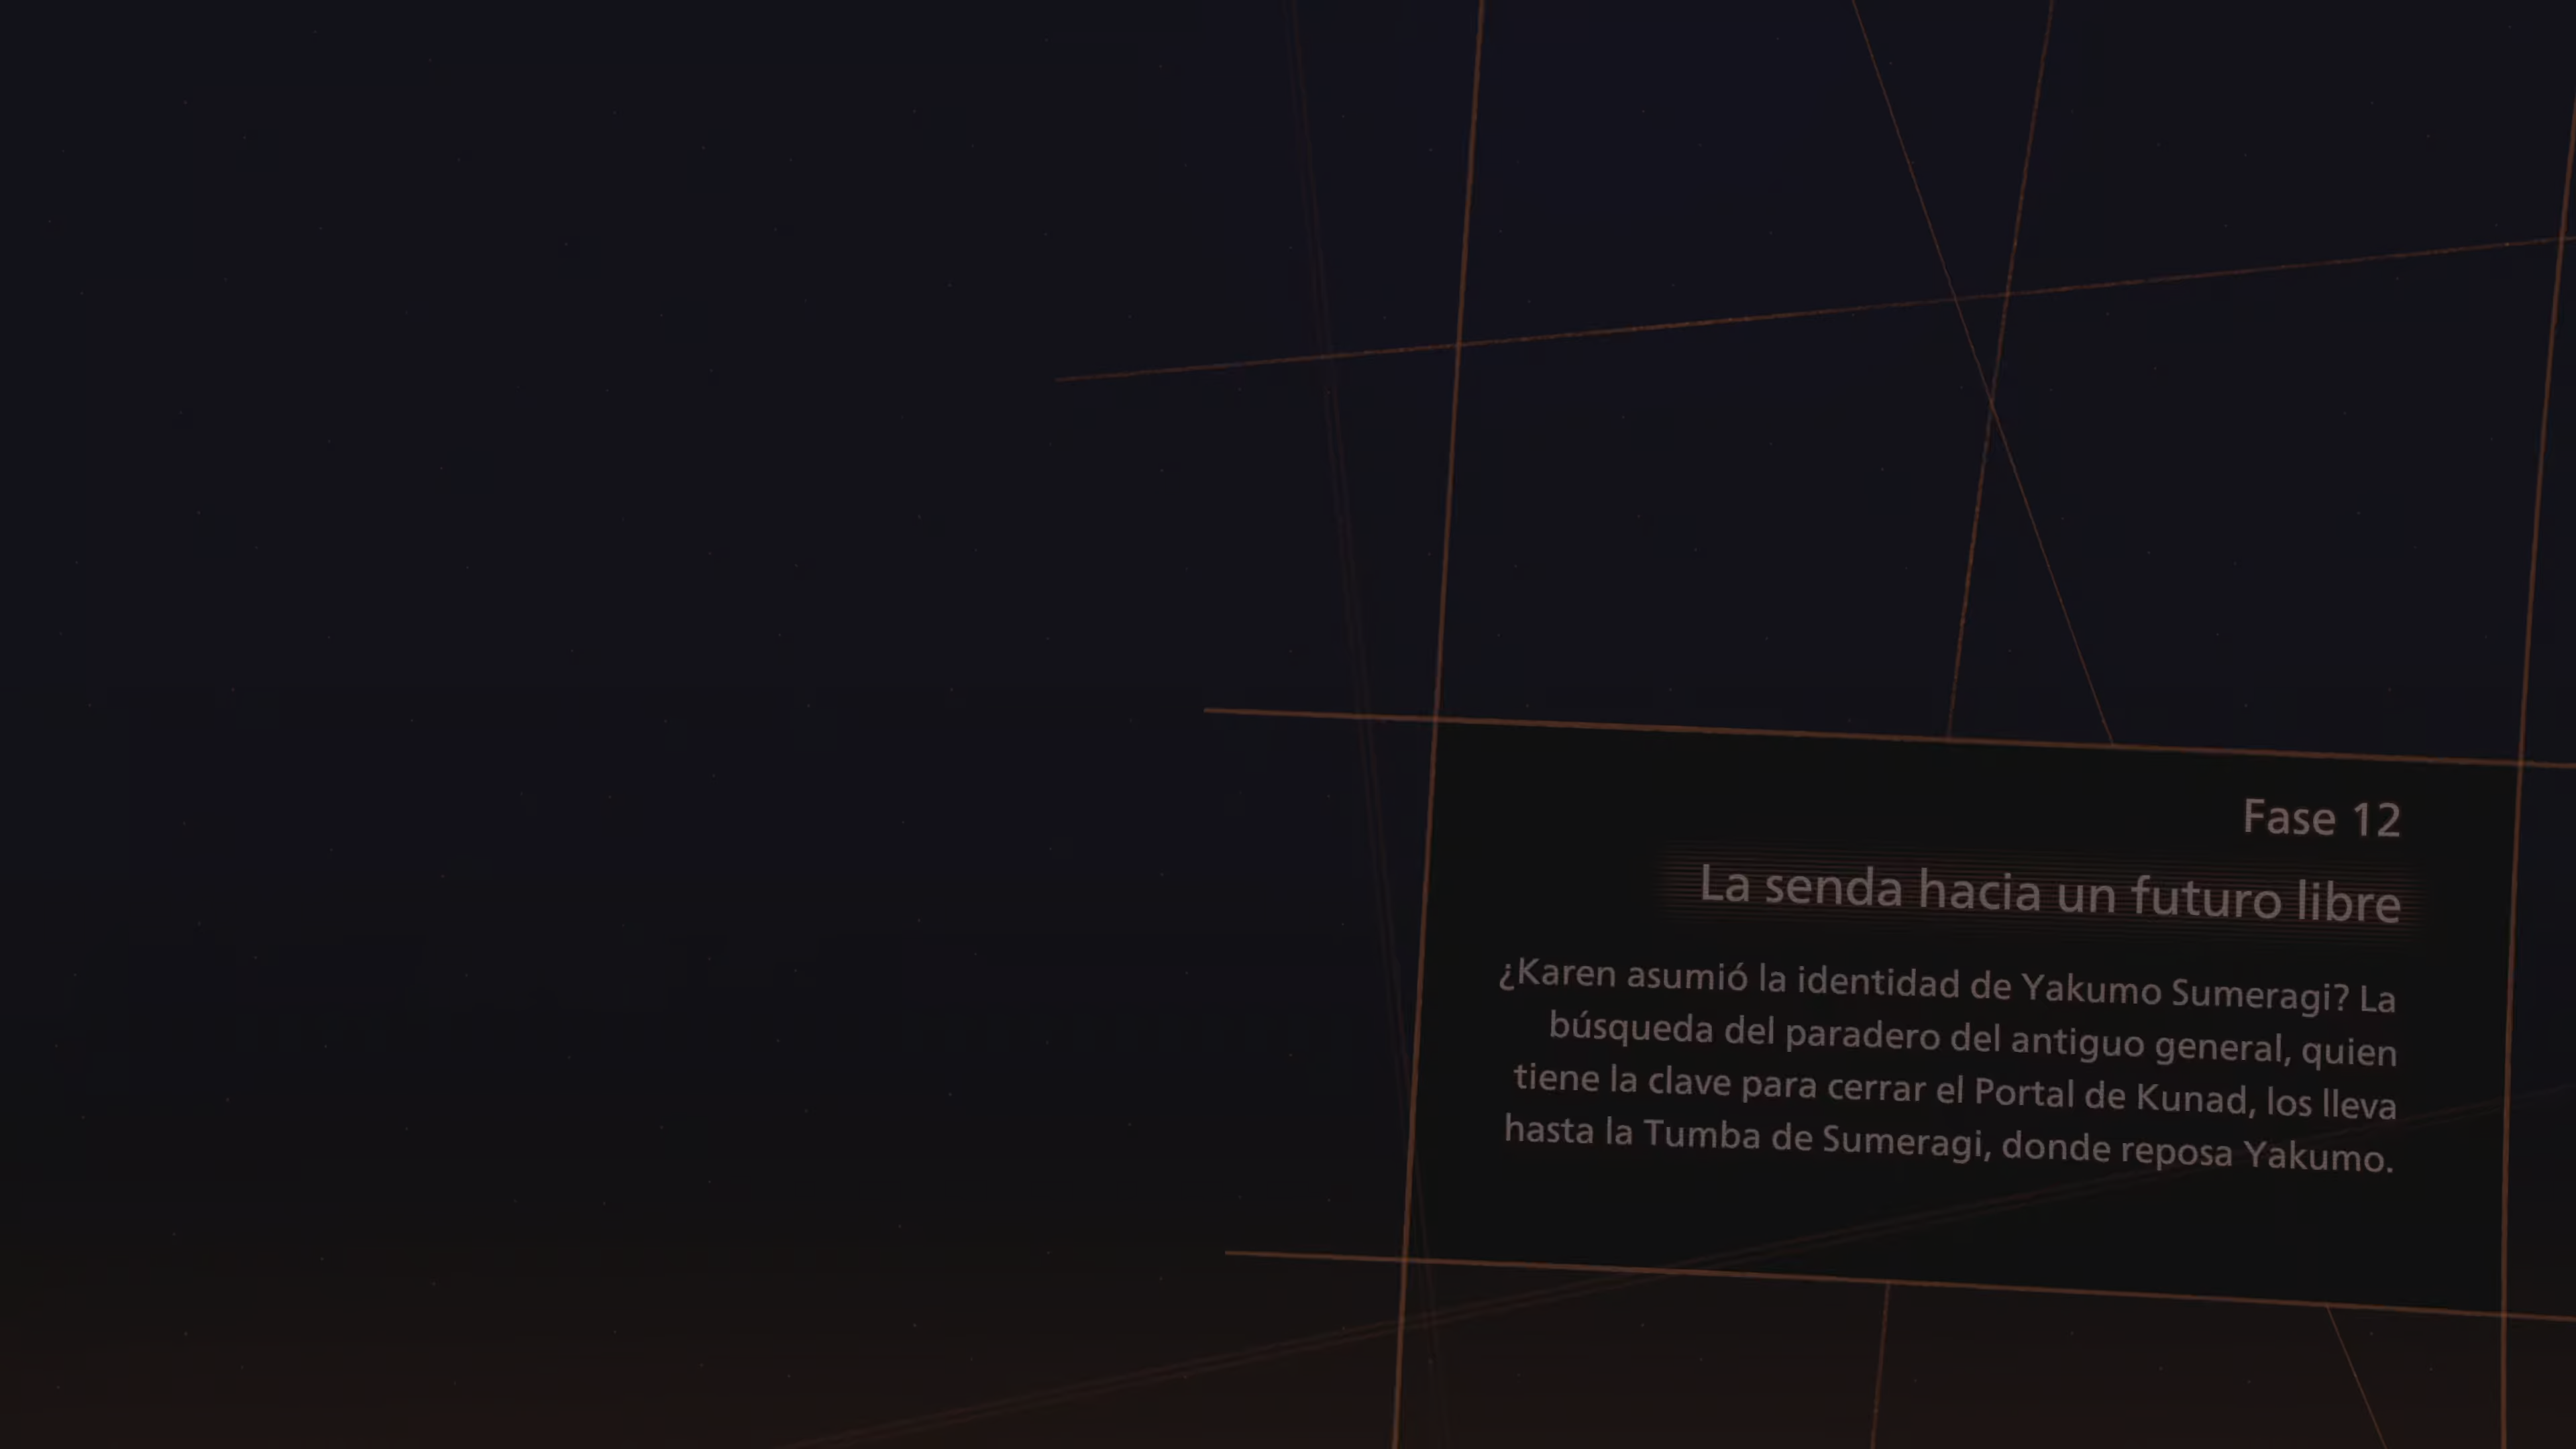 Fase 12
La senda hacia un futuro libre
¿Karen asumió la identidad de Yakumo Sumeragi? La
búsqueda del paradero del antiguo general, quien
tiene la clave para cerrar el Portal de Kunad, los lleva
hasta la Tumba de Sumeragi, donde reposa Yakumo.